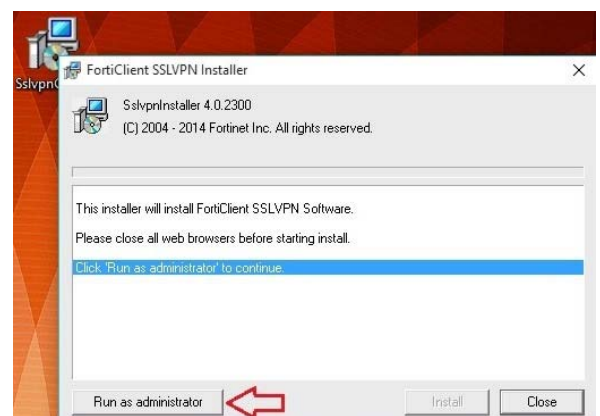 FortiClient SSLVPN Installer
SslvpnInstaller 4.0.2300
(C) 2004 - 2014 Fortinet Inc. All rights reserved.
This installer will install FortiClient SSLVPN Software.
Please close all web browsers before starting install.
Click 'Run as administrator' to continue.
Run as administrator
Install
Close